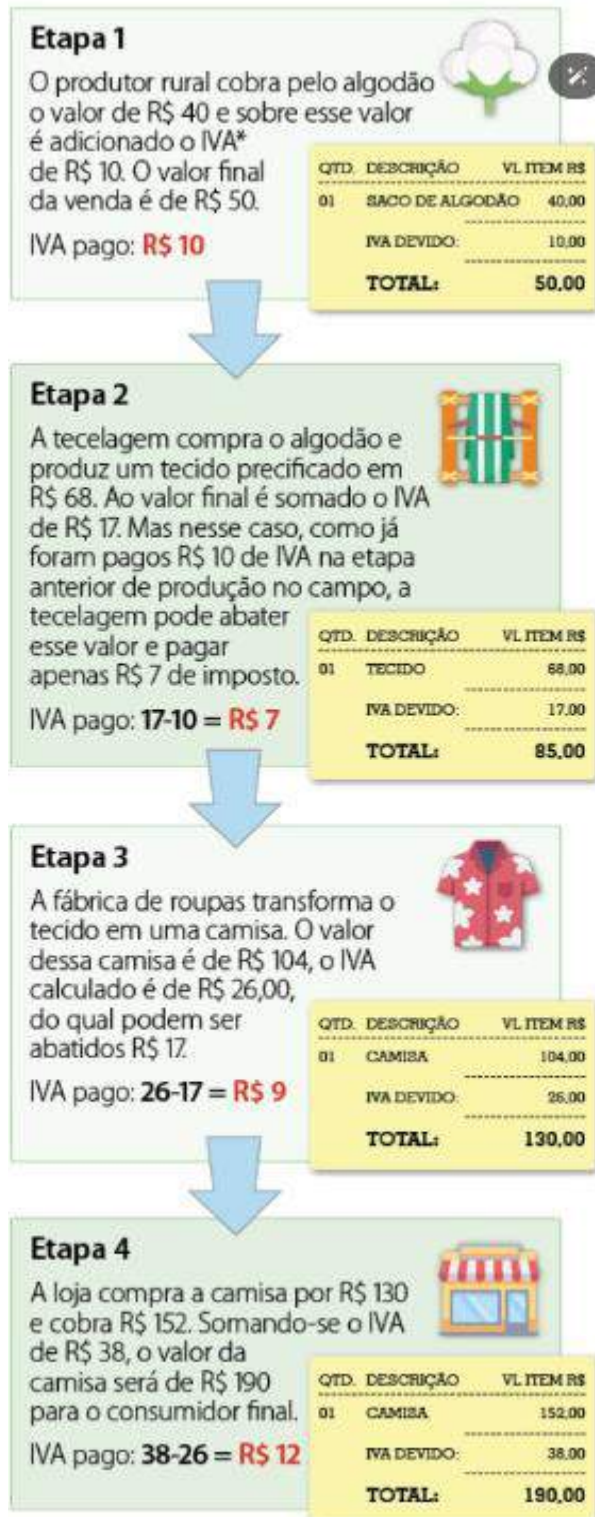 Etapa 1
O produtor rural cobra pelo algodão
o valor de R$ 40 e sobre esse valor
é adicionado o IVA*
de R$ 10. O valor final
da venda é de R$ 50.
IVA pago: R$ 10
QTD. DESCRIÇÃO VL ITEM R$
01 SACO DE ALGODÃO 40,00
IVA DEVIDO: 10,00
TOTAL: 50,00
Etapa 2
A tecelagem compra o algodão e
produz um tecido precificado em
R$ 68. Ao valor final é somado o IVA
de R$ 17. Mas nesse caso, como já
foram pagos R$ 10 de IVA na etapa
anterior de produção no campo, a
tecelagem pode abater
esse valor e pagar
apenas R$ 7 de imposto.
IVA pago: 17-10 = R$ 7
QTD. DESCRIÇÃO VL ITEM R$
01 TECIDO 68,00
IVA DEVIDO: 17,00
TOTAL: 85,00
Etapa 3
A fábrica de roupas transforma o
tecido em uma camisa. O valor
dessa camisa é de R$ 104, o IVA
calculado é de R$ 26,00,
do qual podem ser
abatidos R$ 17.
IVA pago: 26-17 = R$ 9
QTD. DESCRIÇÃO VL ITEM R$
01 CAMISA 104,00
IVA DEVIDO: 26,00
TOTAL: 130,00
Etapa 4
A loja compra a camisa por R$ 130
e cobra R$ 152. Somando-se o IVA
de R$ 38, o valor da
camisa será de R$ 190
para o consumidor final.
IVA pago: 38-26 = R$ 12
QTD. DESCRIÇÃO VL ITEM R$
01 CAMISA 152,00
IVA DEVIDO: 38,00
TOTAL: 190,00